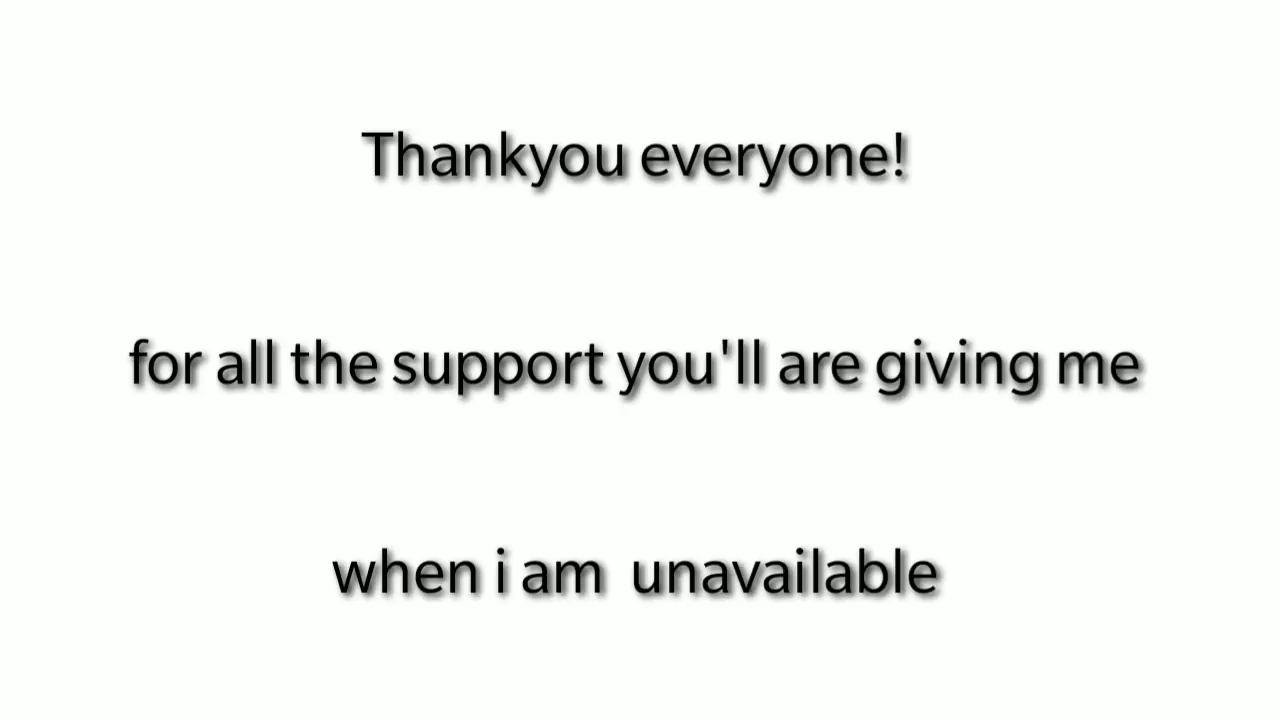 Thankyou everyone!
for all the support you'll are giving me
when i am  unavailable